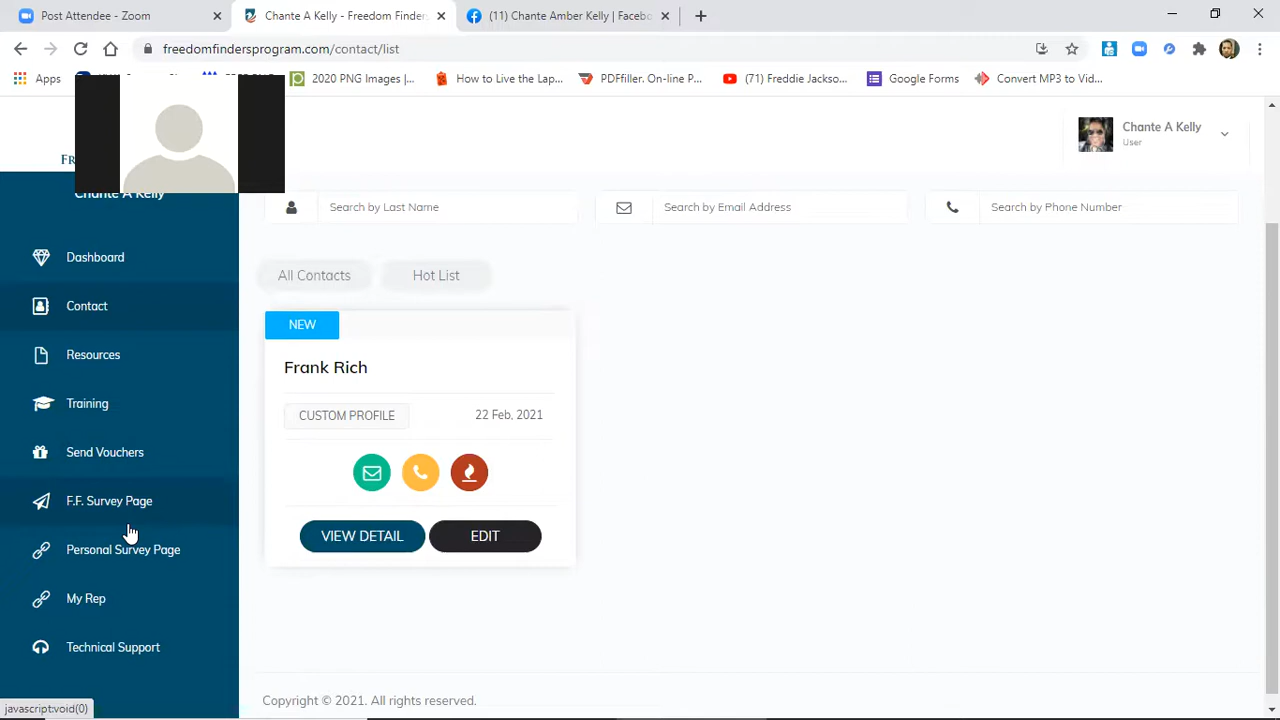 Post Attendee - Zoom
Chante A Kelly - Freedom Finders
(11) Chante Amber Kelly | Faceb
freedomfindersprogram.com/contact/list
Apps
2020 PNG Images |...
How to Live the Lap...
PDFfiller. On-line P...
(71) Freddie Jackso...
Google Forms
Convert MP3 to Vid...
Chante A Kelly
User
Chante A Kelly
Search by Last Name
Search by Email Address
Search by Phone Number
Dashboard
Contact
Resources
Training
Send Vouchers
F.F. Survey Page
Personal Survey Page
My Rep
Technical Support
All Contacts
Hot List
NEW
Frank Rich
CUSTOM PROFILE
22 Feb, 2021
VIEW DETAIL
EDIT
Copyright © 2021. All rights reserved.
javascript:void(0)